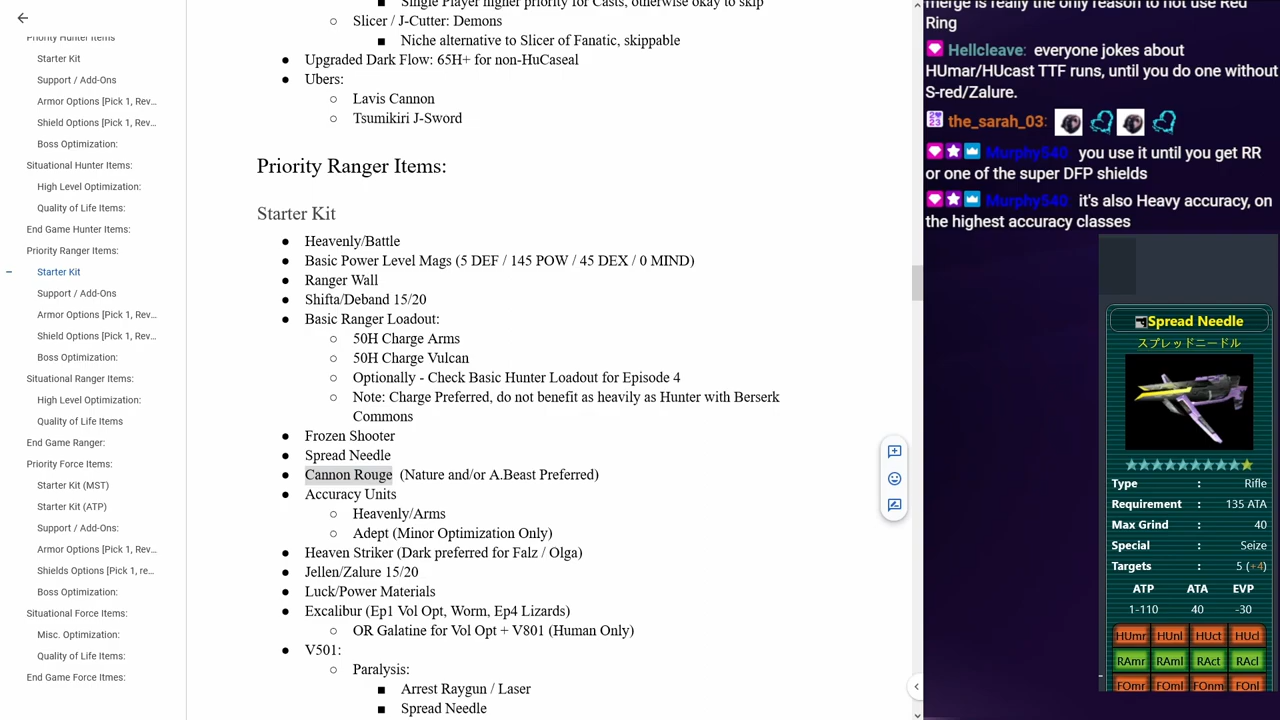 Priority Hunter Items
Starter Kit
Support / Add-Ons
Armor Options [Pick 1, Rev...
Shield Options [Pick 1, Rev...
Boss Optimization:
Situational Hunter Items:
High Level Optimization:
Quality of Life Items:
End Game Hunter Items:
Priority Ranger Items:
Starter Kit
Support / Add-Ons
Armor Options [Pick 1, Rev...
Shield Options [Pick 1, Rev...
Boss Optimization:
Situational Ranger Items:
High Level Optimization:
Quality of Life Items
End Game Ranger:
Priority Force Items:
Starter Kit (MST)
Starter Kit (ATP)
Support / Add-Ons:
Armor Options [Pick 1, Rev...
Shields Options [Pick 1, re...
Boss Optimization:
Situational Force Items:
Misc. Optimization:
Quality of Life Items:
End Game Force Itmes:
Single Player higher priority for Casts, otherwise okay to skip
Slicer / J-Cutter: Demons
Niche alternative to Slicer of Fanatic, skippable
Upgraded Dark Flow: 65H+ for non-HuCaseal
Ubers:
Lavis Cannon
Tsumikiri J-Sword
Priority Ranger Items:
Starter Kit
Heavenly/Battle
Basic Power Level Mags (5 DEF / 145 POW / 45 DEX / 0 MIND)
Ranger Wall
Shifta/Deband 15/20
Basic Ranger Loadout:
50H Charge Arms
50H Charge Vulcan
Optionally - Check Basic Hunter Loadout for Episode 4
Note: Charge Preferred, do not benefit as heavily as Hunter with Berserk
Commons
Frozen Shooter
Spread Needle
Cannon Rouge (Nature and/or A.Beast Preferred)
Accuracy Units
Heavenly/Arms
Adept (Minor Optimization Only)
Heaven Striker (Dark preferred for Falz / Olga)
Jellen/Zalure 15/20
Luck/Power Materials
Excalibur (Ep1 Vol Opt, Worm, Ep4 Lizards)
OR Galatine for Vol Opt + V801 (Human Only)
V501:
Paralysis:
Arrest Raygun / Laser
Spread Needle
merge is really the only reason to not use Red
Ring
Hellcleave: everyone jokes about
HUmar/HUcast TTF runs, until you do one without
S-red/Zalure.
the_sarah_03:
Murphy540 you use it until you get RR
or one of the super DFP shields
Murphy540 it's also Heavy accuracy, on
the highest accuracy classes
Spread Needle
スプレッドニードル
Type : Rifle
Requirement : 135 ATA
Max Grind : 40
Special : Seize
Targets : 5 (+4)
ATP ATA EVP
1-110 40 -30
HUmr HUnl HUct HUcl
RAmr RAml RAct RAcl
FOmr FOml FOnm FOnl